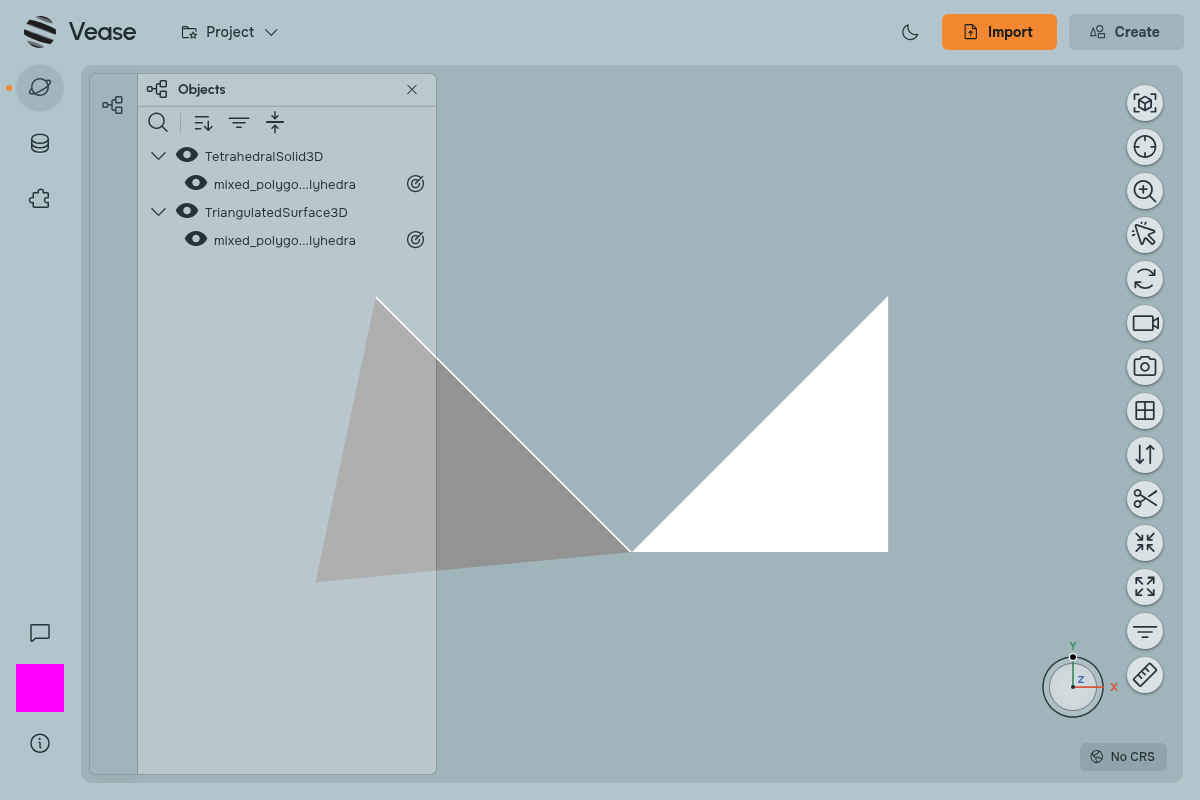 Vease
Project
Import
Create
Objects
TetrahedralSolid3D
mixed_polygo...lyhedra
TriangulatedSurface3D
mixed_polygo...lyhedra
Y
Z
X
No CRS